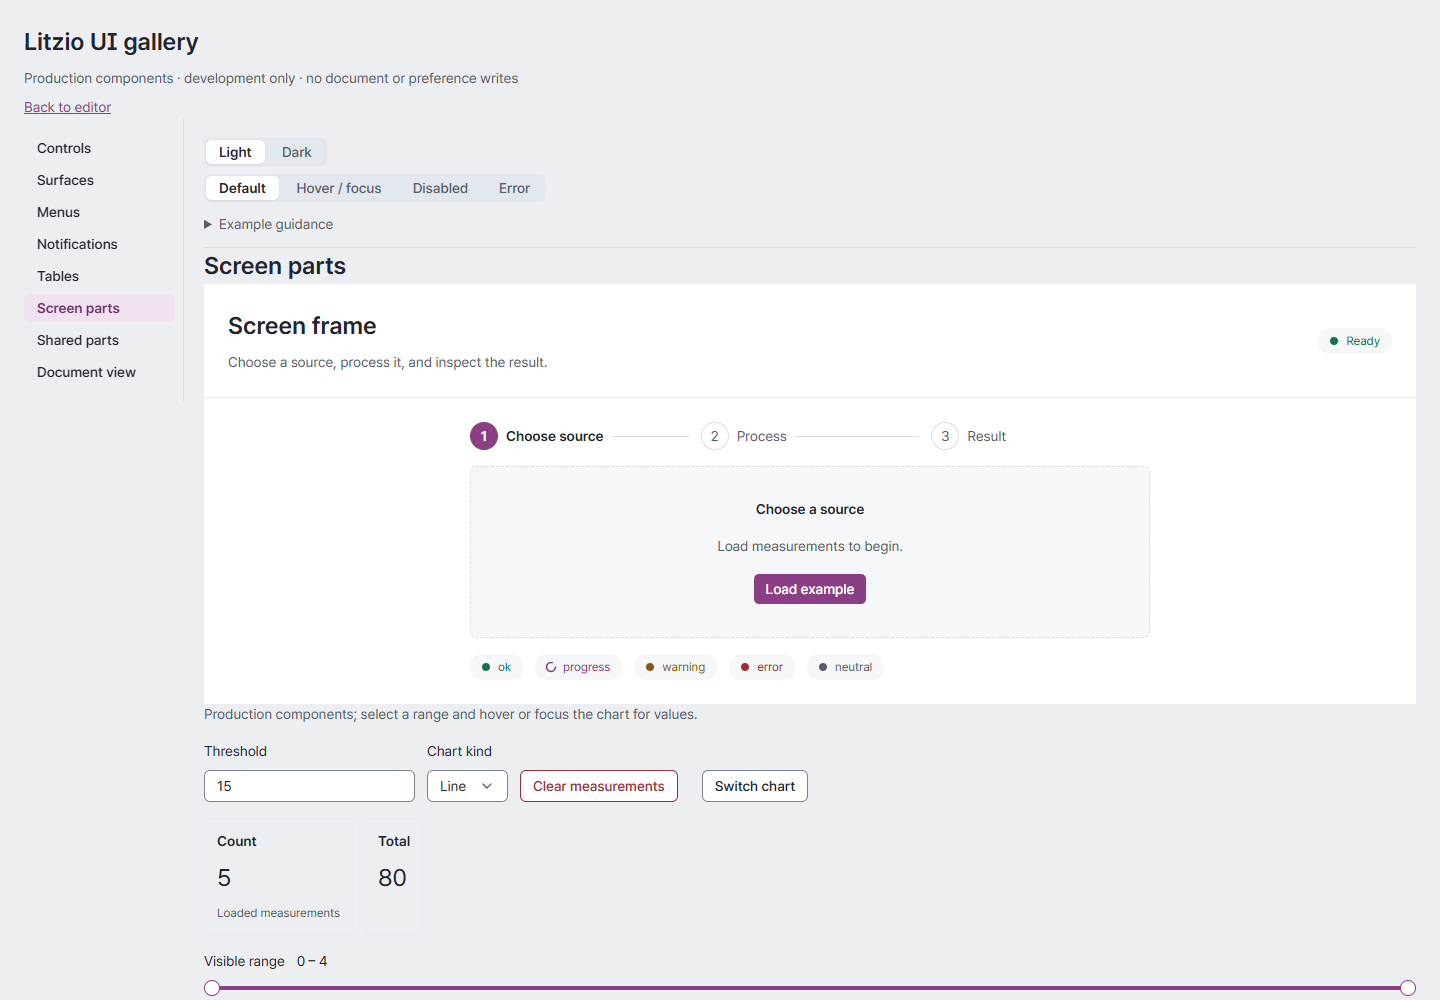 Litzio UI gallery
Production components · development only · no document or preference writes
Back to editor
Controls
Surfaces
Menus
Notifications
Tables
Screen parts
Shared parts
Document view
Light Dark
Default Hover / focus Disabled Error
Example guidance
Screen parts
Screen frame
Choose a source, process it, and inspect the result.
Ready
1 Choose source 2 Process 3 Result
Choose a source
Load measurements to begin.
Load example
ok progress warning error neutral
Production components; select a range and hover or focus the chart for values.
Threshold Chart kind
15 Line Clear measurements Switch chart
Count Total
5 80
Loaded measurements
Visible range 0 – 4